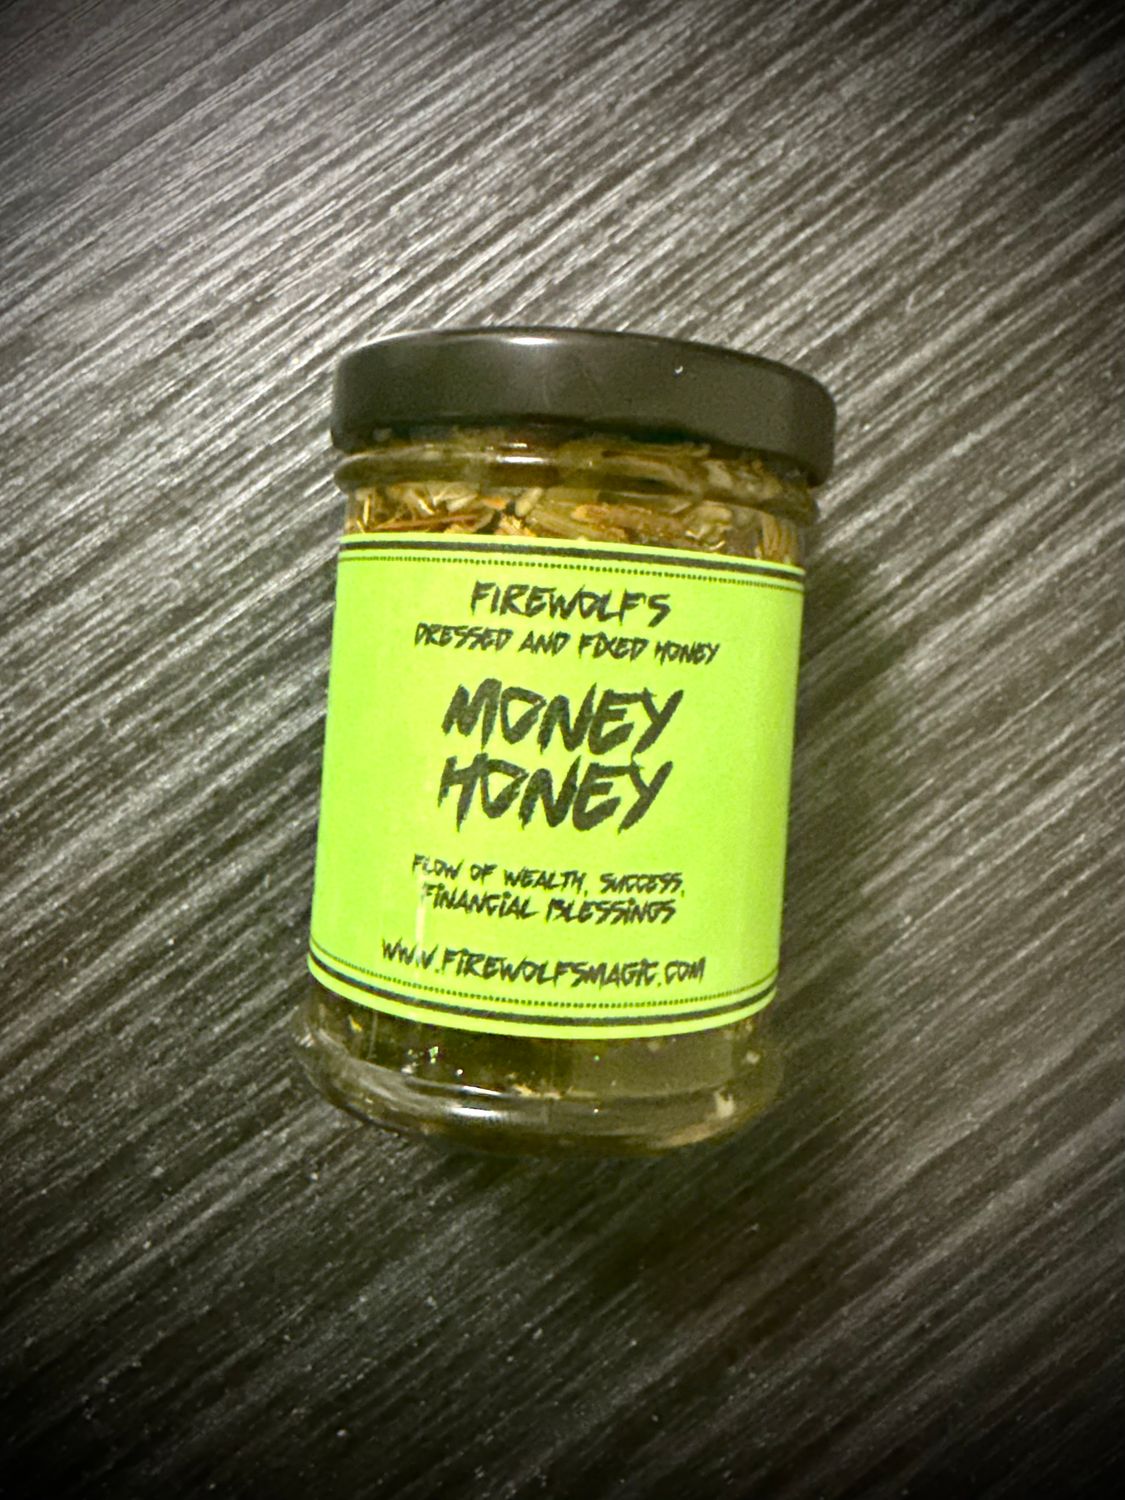 FIREWOLF'S
DRESSED AND FIXED HONEY
MONEY
HONEY
FLOW OF WEALTH, SUCCESS,
FINANCIAL BLESSINGS
WWW.FIREWOLFSMAGIC.COM